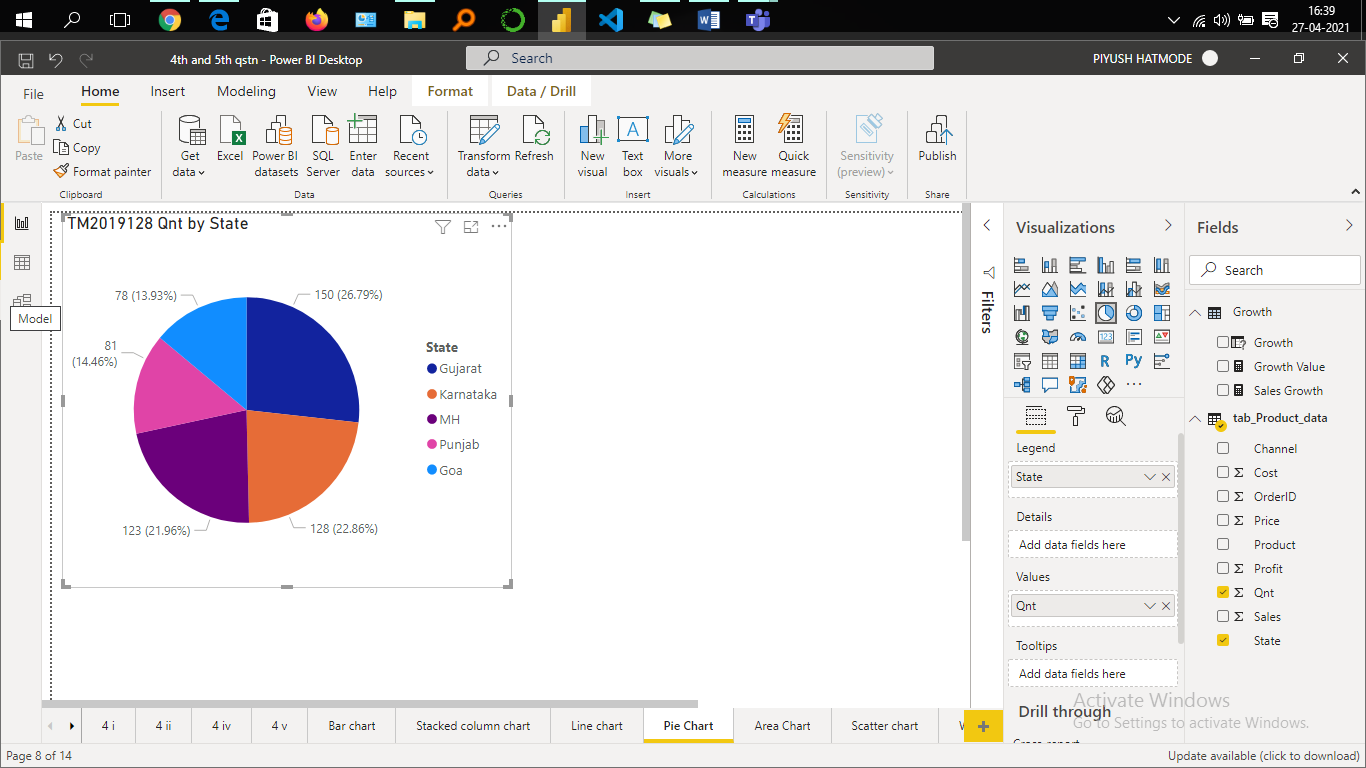 16:39
27-04-2021
4th and 5th qstn - Power BI Desktop
Search
PIYUSH HATMODE
File
Home
Insert
Modeling
View
Help
Format
Data / Drill
Paste
Cut
Copy
Format painter
Get data
Excel
Power BI datasets
SQL Server
Enter data
Recent sources
Transform data
Refresh
New visual
Text box
More visuals
New measure
Quick measure
Sensitivity (preview)
Publish
Clipboard
Data
Queries
Insert
Calculations
Sensitivity
Share
Model
TM2019128 Qnt by State
78 (13.93%)
150 (26.79%)
81
(14.46%)
123 (21.96%)
128 (22.86%)
State
Gujarat
Karnataka
MH
Punjab
Goa
Filters
Visualizations
R
Py
123
Legend
State
Details
Add data fields here
Values
Qnt
Tooltips
Add data fields here
Drill through
Fields
Search
Growth
Growth
Growth Value
Sales Growth
tab_Product_data
Channel
Cost
OrderID
Price
Product
Profit
Qnt
Sales
State
Activate Windows
Go to Settings to activate Windows.
4 i
4 ii
4 iv
4 v
Bar chart
Stacked column chart
Line chart
Pie Chart
Area Chart
Scatter chart
Page 8 of 14
Update available (click to download)